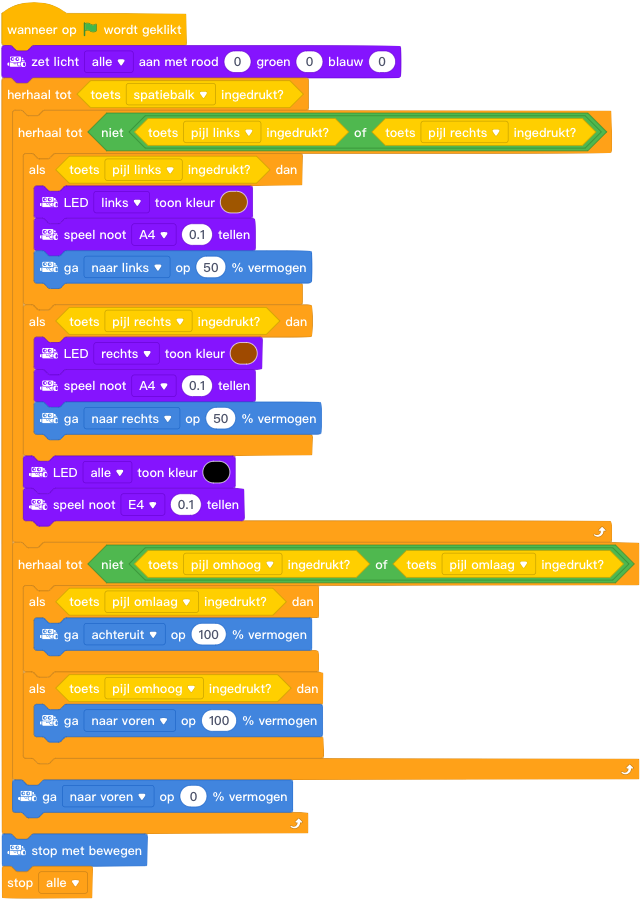 wanneer op wordt geklikt
zet licht alle aan met rood 0 groen 0 blauw 0
herhaal tot toets spatiebalk ingedrukt?
herhaal tot niet toets pijl links ingedrukt? of toets pijl rechts ingedrukt?
als toets pijl links ingedrukt? dan
LED links toon kleur
speel noot A4 0.1 tellen
ga naar links op 50 % vermogen
als toets pijl rechts ingedrukt? dan
LED rechts toon kleur
speel noot A4 0.1 tellen
ga naar rechts op 50 % vermogen
LED alle toon kleur
speel noot E4 0.1 tellen
herhaal tot niet toets pijl omhoog ingedrukt? of toets pijl omlaag ingedrukt?
als toets pijl omlaag ingedrukt? dan
ga achteruit op 100 % vermogen
als toets pijl omhoog ingedrukt? dan
ga naar voren op 100 % vermogen
ga naar voren op 0 % vermogen
stop met bewegen
stop alle